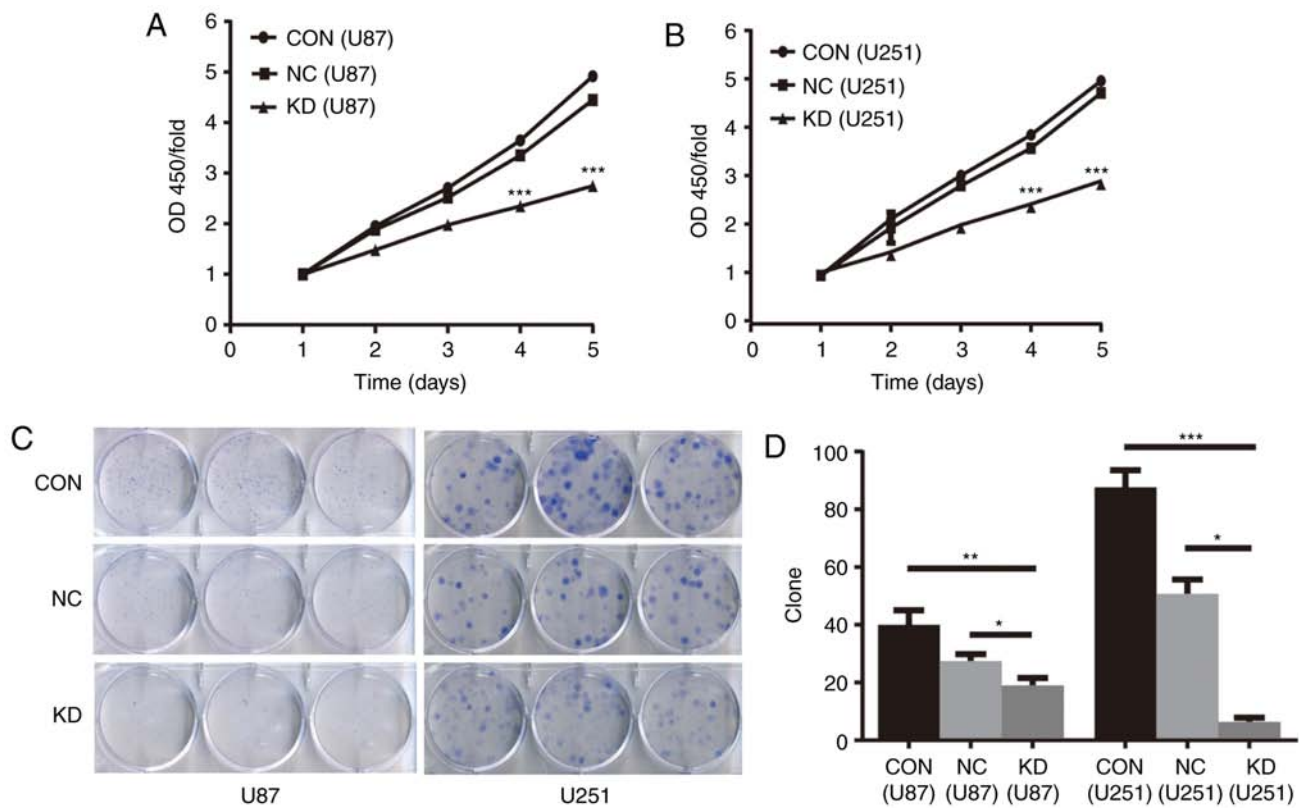 A
CON (U87)
NC (U87)
KD (U87)
OD 450/fold
6
5
4
3
2
1
0
***
***
0 1 2 3 4 5
Time (days)
B
CON (U251)
NC (U251)
KD (U251)
OD 450/fold
6
5
4
3
2
1
0
***
***
0 1 2 3 4 5
Time (days)
C
CON
NC
KD
U87 U251
D
Clone
100
80
60
40
20
0
***
*
**
*
CON NC KD CON NC KD
(U87) (U87) (U87) (U251) (U251) (U251)